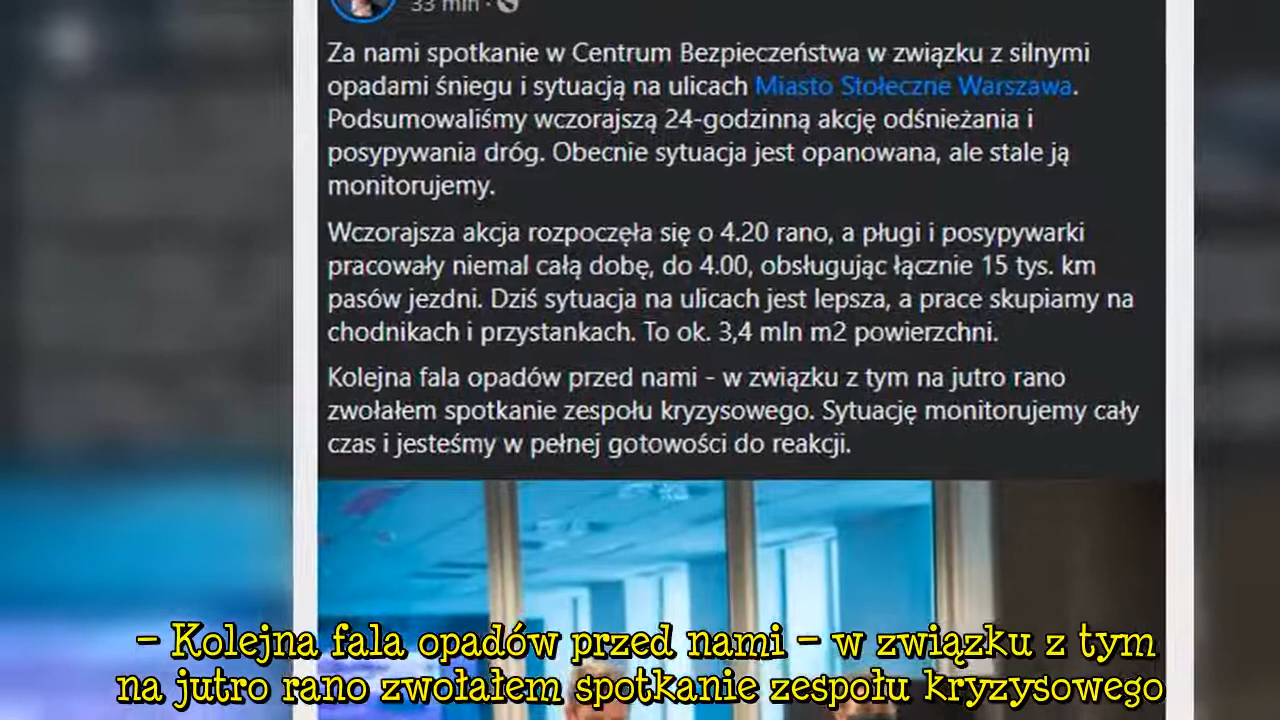 33 min ·
Za nami spotkanie w Centrum Bezpieczeństwa w związku z silnymi
opadami śniegu i sytuacją na ulicach Miasto Stołeczne Warszawa.
Podsumowaliśmy wczorajszą 24-godzinną akcję odśnieżania i
posypywania dróg. Obecnie sytuacja jest opanowana, ale stale ją
monitorujemy.
Wczorajsza akcja rozpoczęła się o 4.20 rano, a pługi i posypywarki
pracowały niemal całą dobę, do 4.00, obsługując łącznie 15 tys. km
pasów jezdni. Dziś sytuacja na ulicach jest lepsza, a prace skupiamy na
chodnikach i przystankach. To ok. 3,4 mln m2 powierzchni.
Kolejna fala opadów przed nami - w związku z tym na jutro rano
zwołałem spotkanie zespołu kryzysowego. Sytuację monitorujemy cały
czas i jesteśmy w pełnej gotowości do reakcji.
– Kolejna fala opadów przed nami – w związku z tym
na jutro rano zwołałem spotkanie zespołu kryzysowego